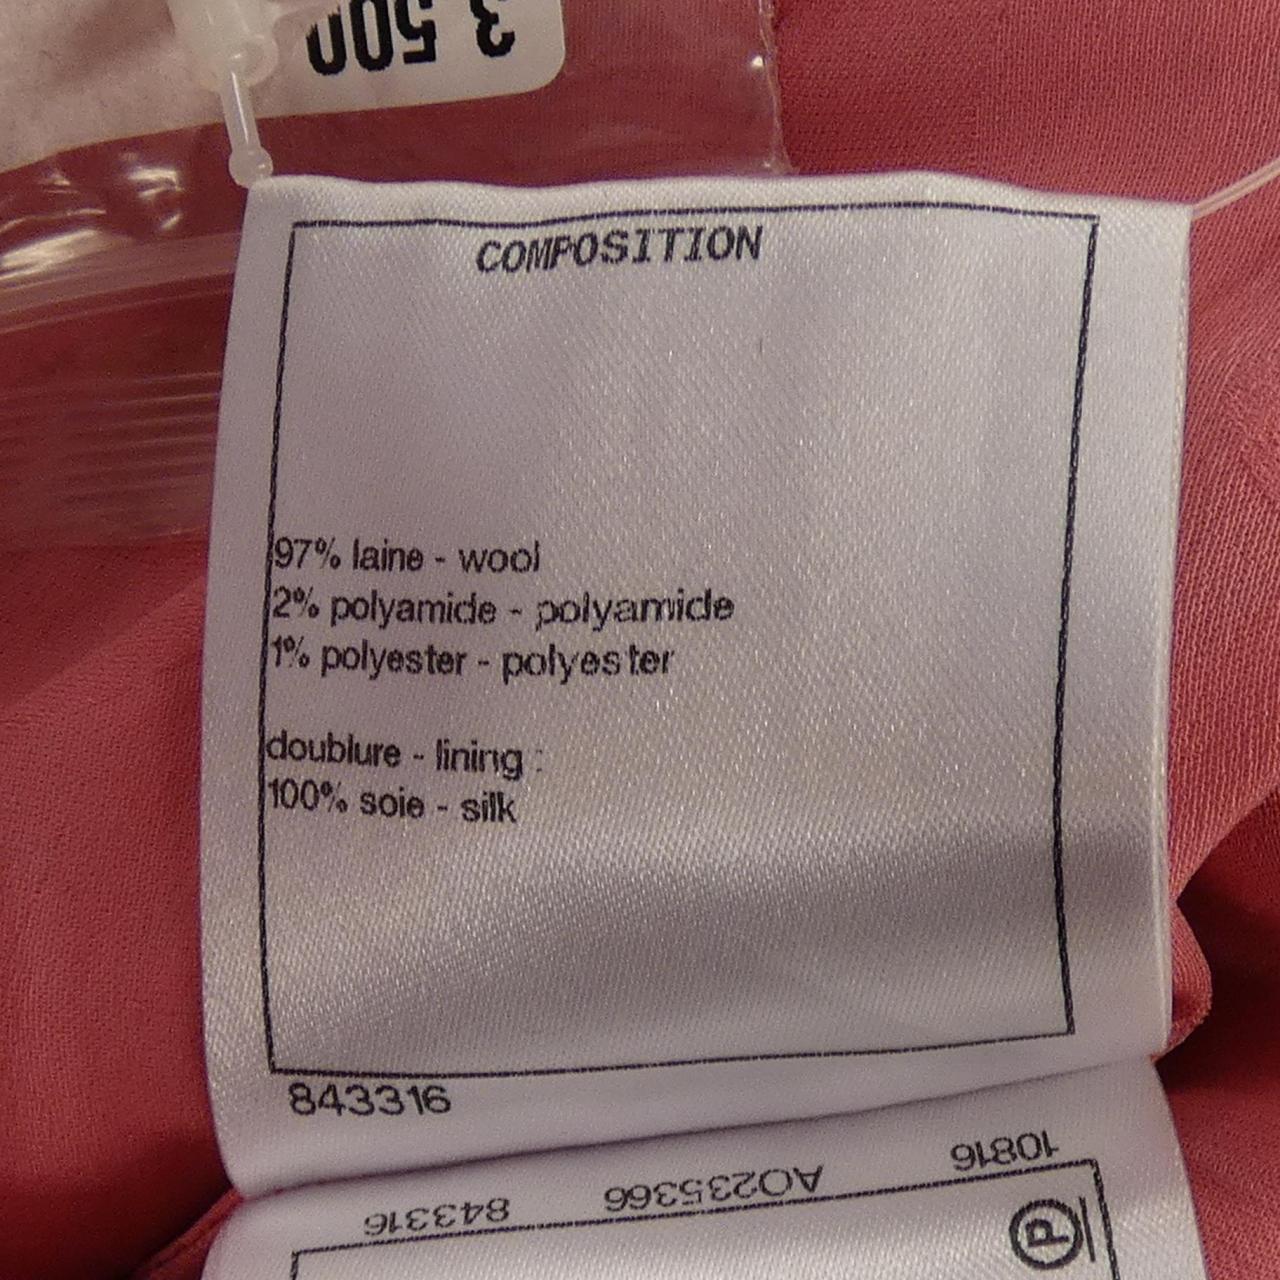 3,500
COMPOSITION
97% laine - wool
2% polyamide - polyamide
1% polyester - polyester
doublure - lining :
100% soie - silk
843316
10816 AO235366 843316
P